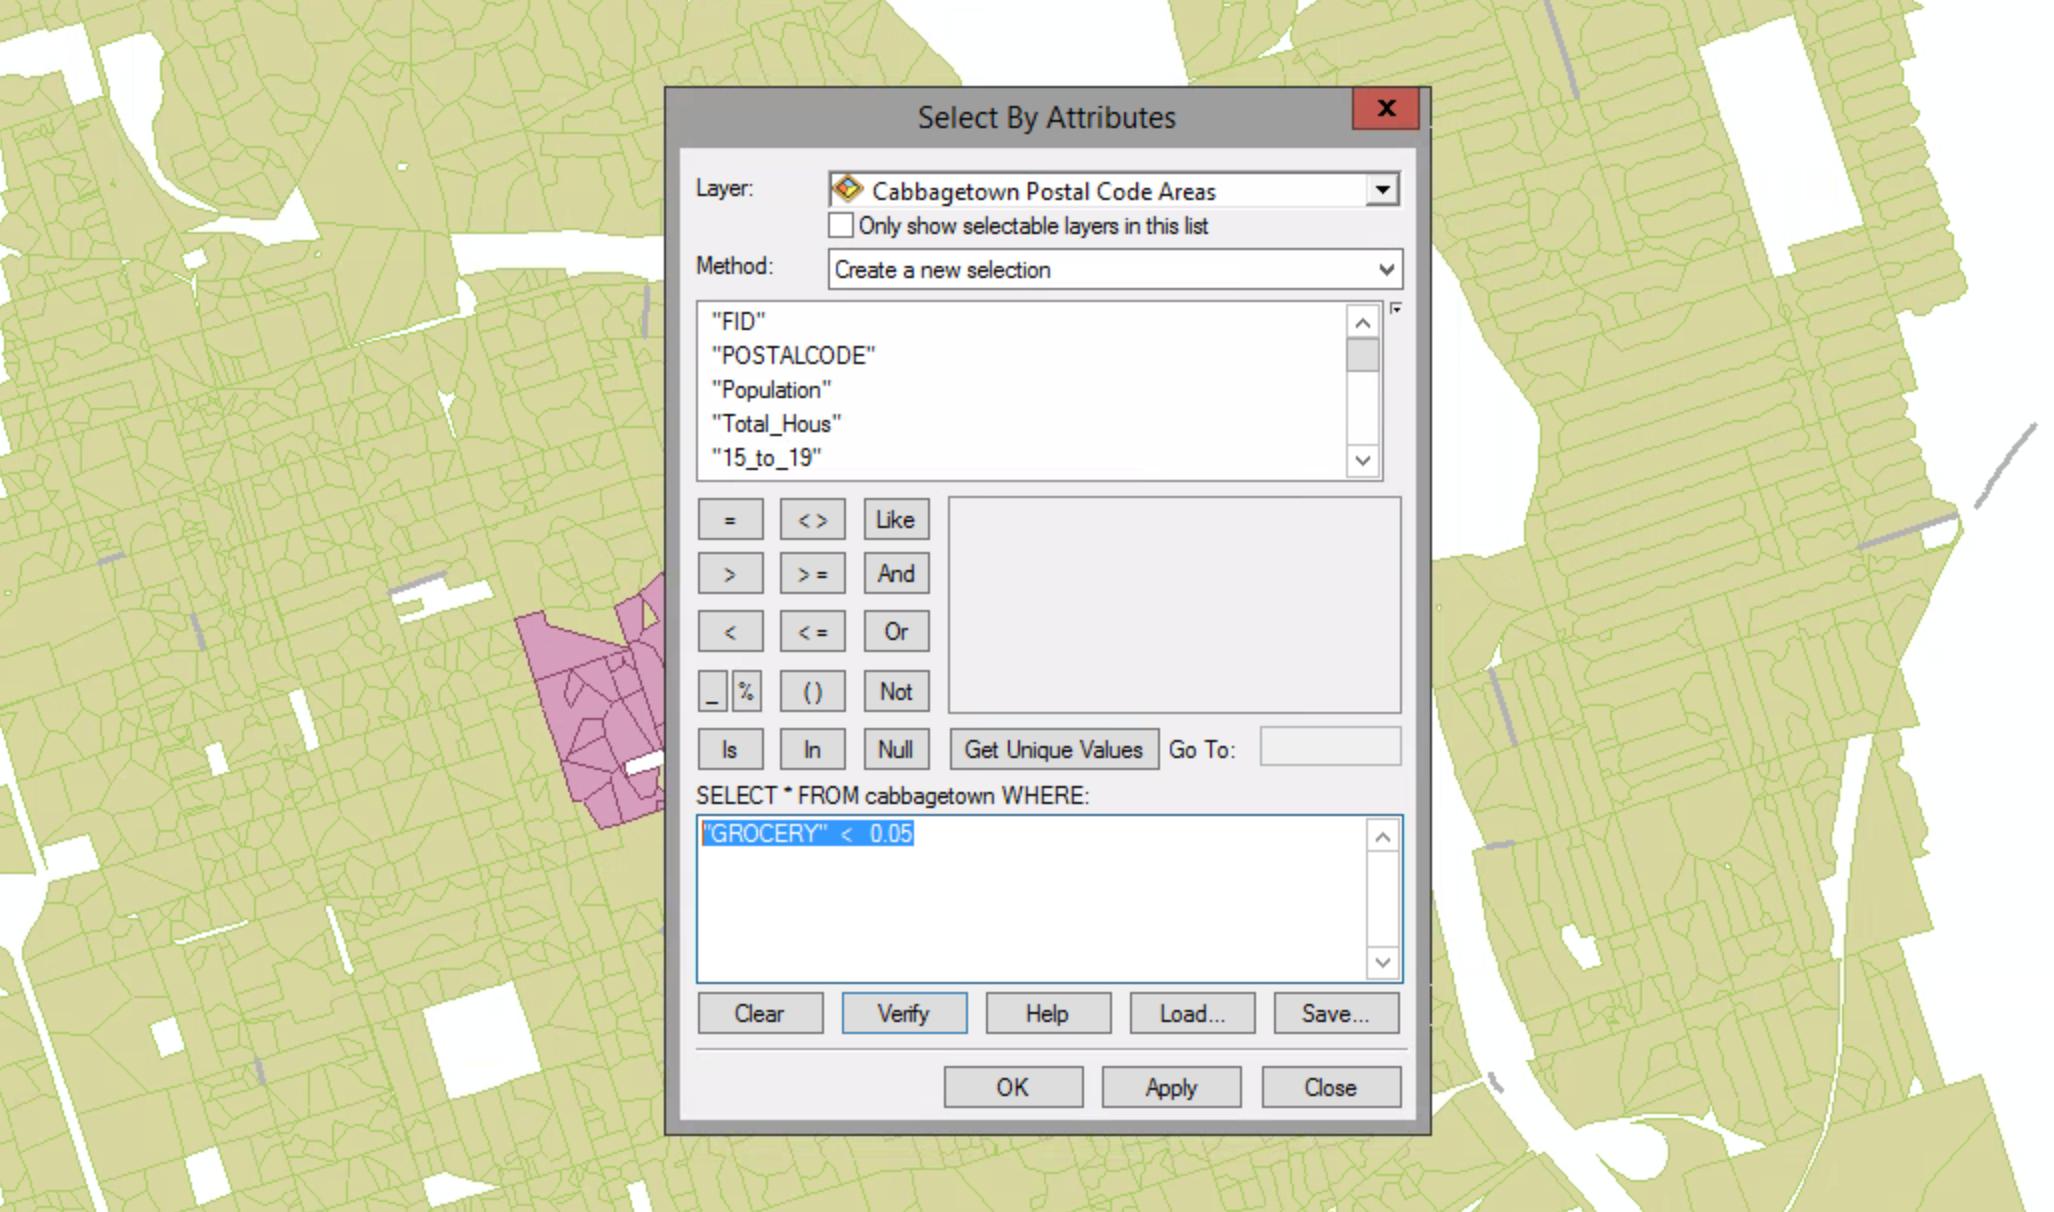 Select By Attributes
X
Layer: Cabbagetown Postal Code Areas
Only show selectable layers in this list
Method: Create a new selection
"FID"
"POSTALCODE"
"Population"
"Total_Hous"
"15_to_19"
= < > Like
> > = And
< < = Or
_ % ( ) Not
Is In Null Get Unique Values Go To:
SELECT * FROM cabbagetown WHERE:
"GROCERY" < 0.05
Clear Verify Help Load... Save...
OK Apply Close